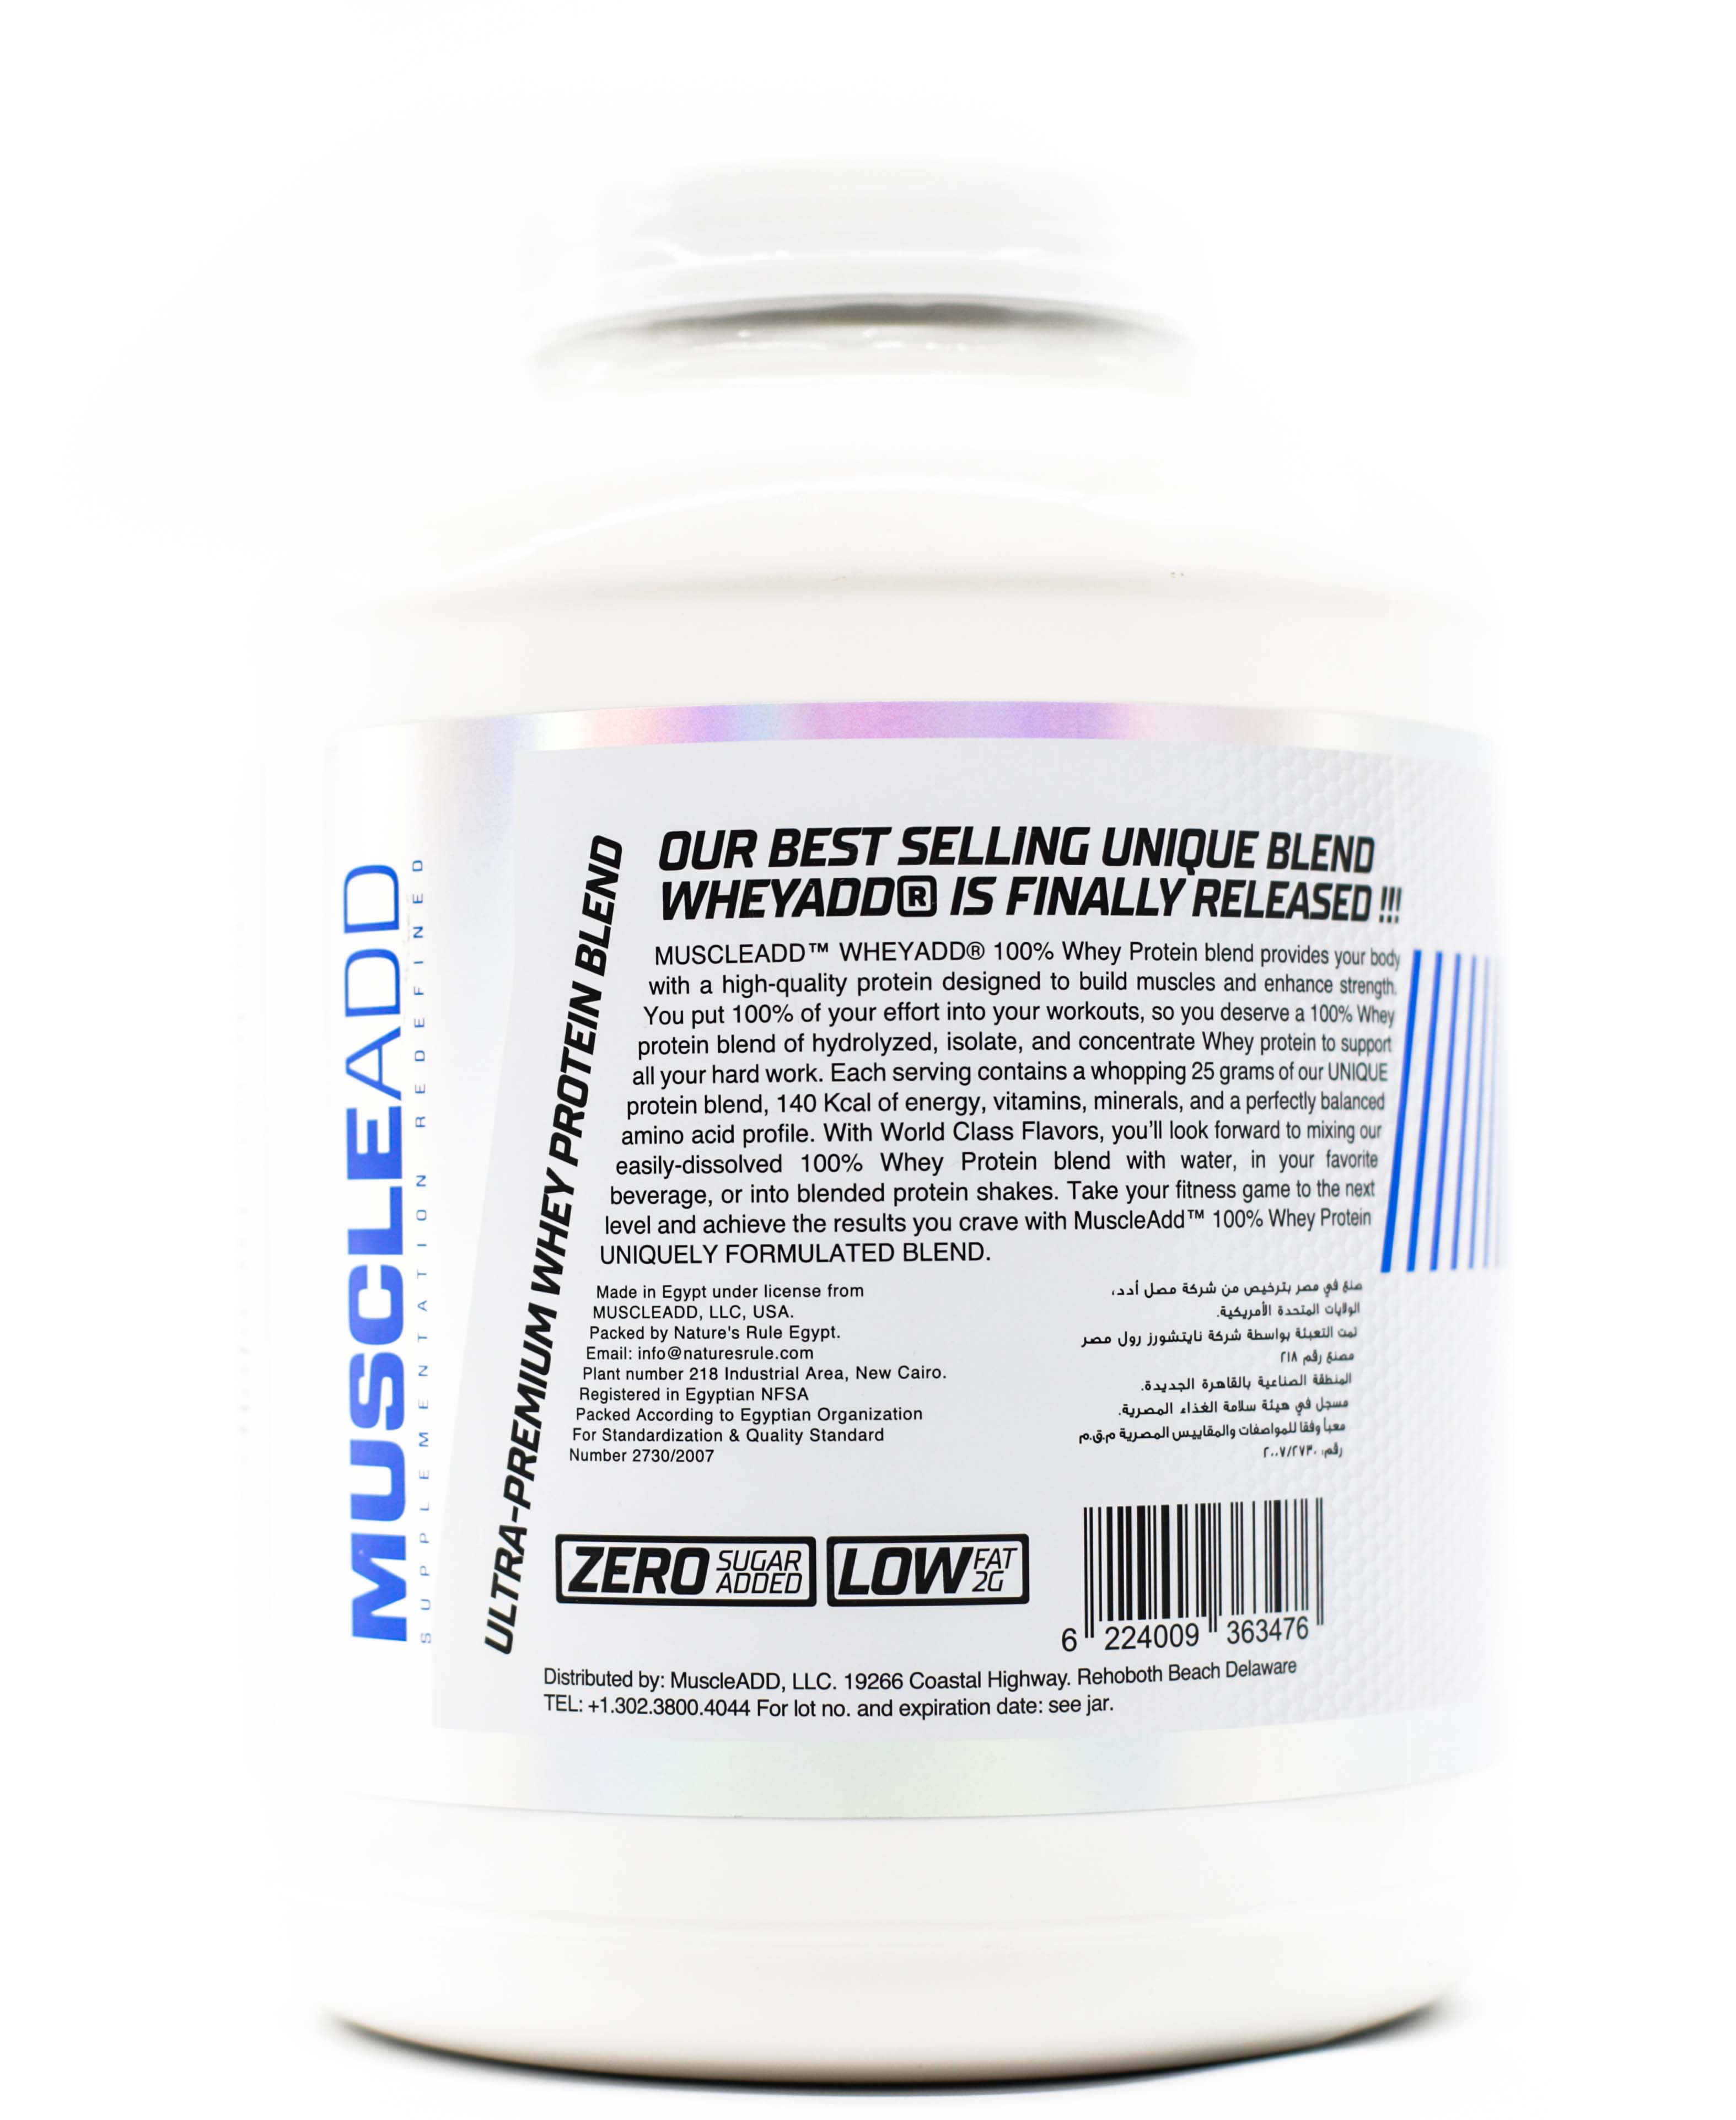 MUSCLEADD
SUPPLEMENTATION REDEFINED
ULTRA-PREMIUM WHEY PROTEIN BLEND
OUR BEST SELLING UNIQUE BLEND
WHEYADD® IS FINALLY RELEASED !!!
MUSCLEADD™ WHEYADD® 100% Whey Protein blend provides your body
with a high-quality protein designed to build muscles and enhance strength.
You put 100% of your effort into your workouts, so you deserve a 100% Whey
protein blend of hydrolyzed, isolate, and concentrate Whey protein to support
all your hard work. Each serving contains a whopping 25 grams of our UNIQUE
protein blend, 140 Kcal of energy, vitamins, minerals, and a perfectly balanced
amino acid profile. With World Class Flavors, you'll look forward to mixing our
easily-dissolved 100% Whey Protein blend with water, in your favorite
beverage, or into blended protein shakes. Take your fitness game to the next
level and achieve the results you crave with MuscleAdd™ 100% Whey Protein
UNIQUELY FORMULATED BLEND.
Made in Egypt under license from
MUSCLEADD, LLC, USA.
Packed by Nature's Rule Egypt.
Email: info@naturesrule.com
Plant number 218 Industrial Area, New Cairo.
Registered in Egyptian NFSA
Packed According to Egyptian Organization
For Standardization & Quality Standard
Number 2730/2007
صنع في مصر بترخيص من شركة مصل أدد،
الولايات المتحدة الأمريكية.
تمت التعبئة بواسطة شركة نايتشورز رول مصر
مصنع رقم ٢١٨
المنطقة الصناعية بالقاهرة الجديدة.
مسجل في هيئة سلامة الغذاء المصرية.
معبأ وفقا للمواصفات والمقاييس المصرية م.ق.م
رقم: ٢٠٠٧/٢٧٣٠
ZERO SUGAR ADDED
LOW FAT 2G
6 224009 363476
Distributed by: MuscleADD, LLC. 19266 Coastal Highway. Rehoboth Beach Delaware
TEL: +1.302.3800.4044 For lot no. and expiration date: see jar.